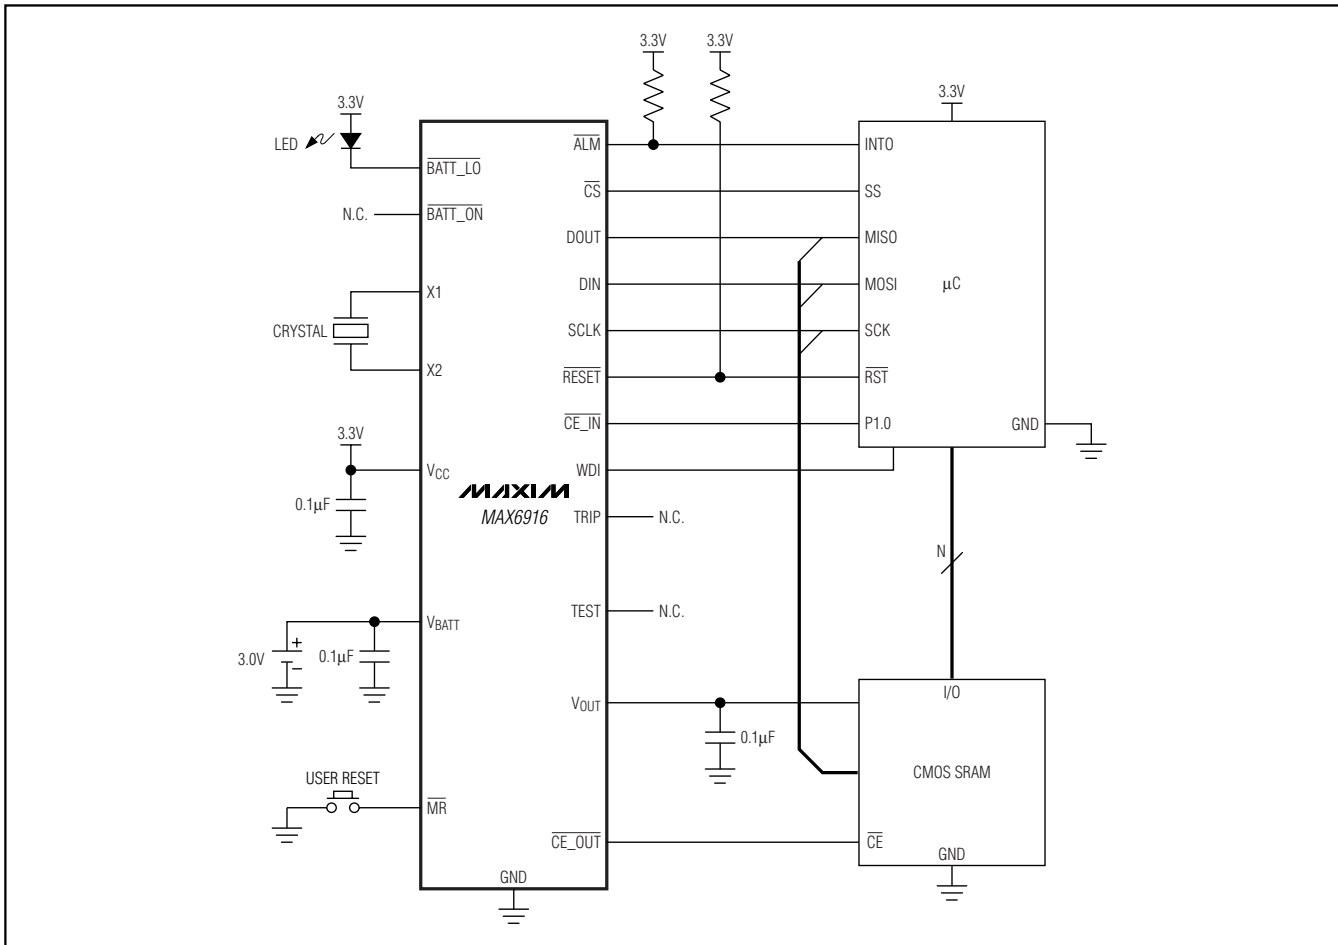 3.3V
3.3V
3.3V
3.3V
LED
BATT_LO
BATT_ON
N.C.
X1
CRYSTAL
X2
3.3V
VCC
0.1μF
VBATT
3.0V
+
−
0.1μF
USER RESET
MR
GND
MAXIM
MAX6916
ALM
CS
DOUT
DIN
SCLK
RESET
CE_IN
WDI
TRIP
N.C.
TEST
N.C.
VOUT
0.1μF
CE_OUT
INTO
SS
MISO
MOSI
μC
SCK
RST
P1.0
GND
N
I/O
CMOS SRAM
CE
GND